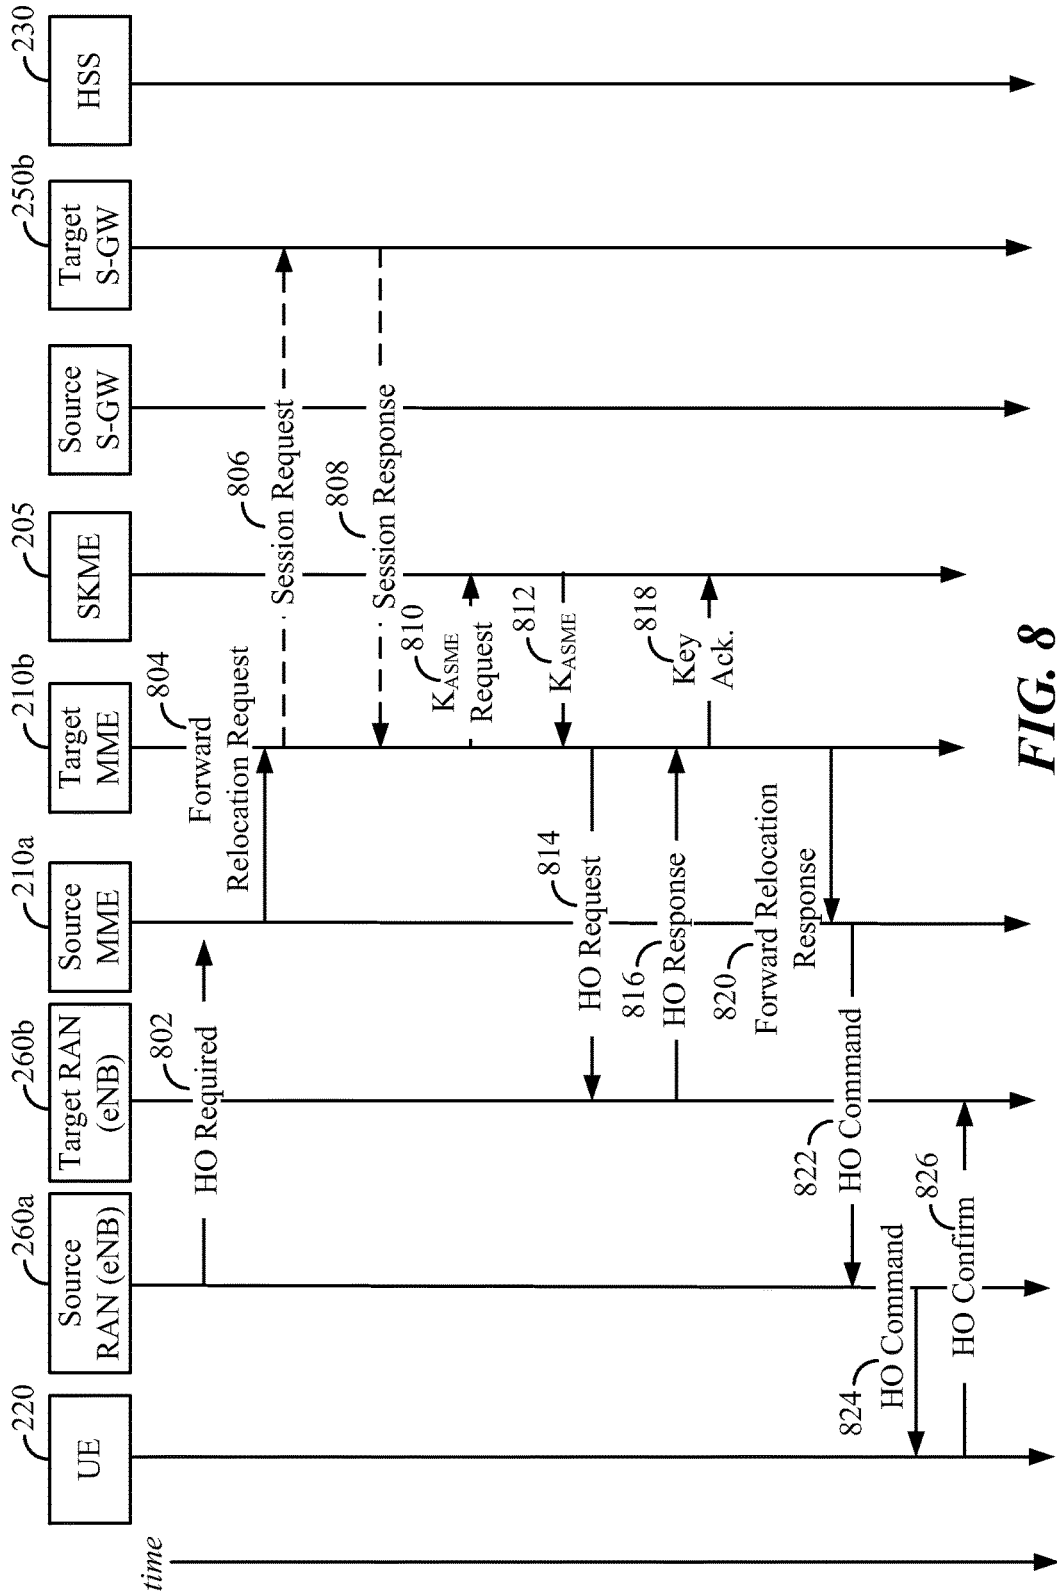 220
260a
260b
210a
210b
205
250b
230
UE
Source
RAN (eNB)
Target RAN
(eNB)
Source
MME
Target
MME
SKME
Source
S-GW
Target
S-GW
HSS
time
802
HO Required
804
Forward
Relocation Request
806
Session Request
808
Session Response
810
KASME
Request
812
KASME
814
HO Request
816
HO Response
818
Key
Ack.
820
Forward Relocation
Response
822
HO Command
824
HO Command
826
HO Confirm
FIG. 8